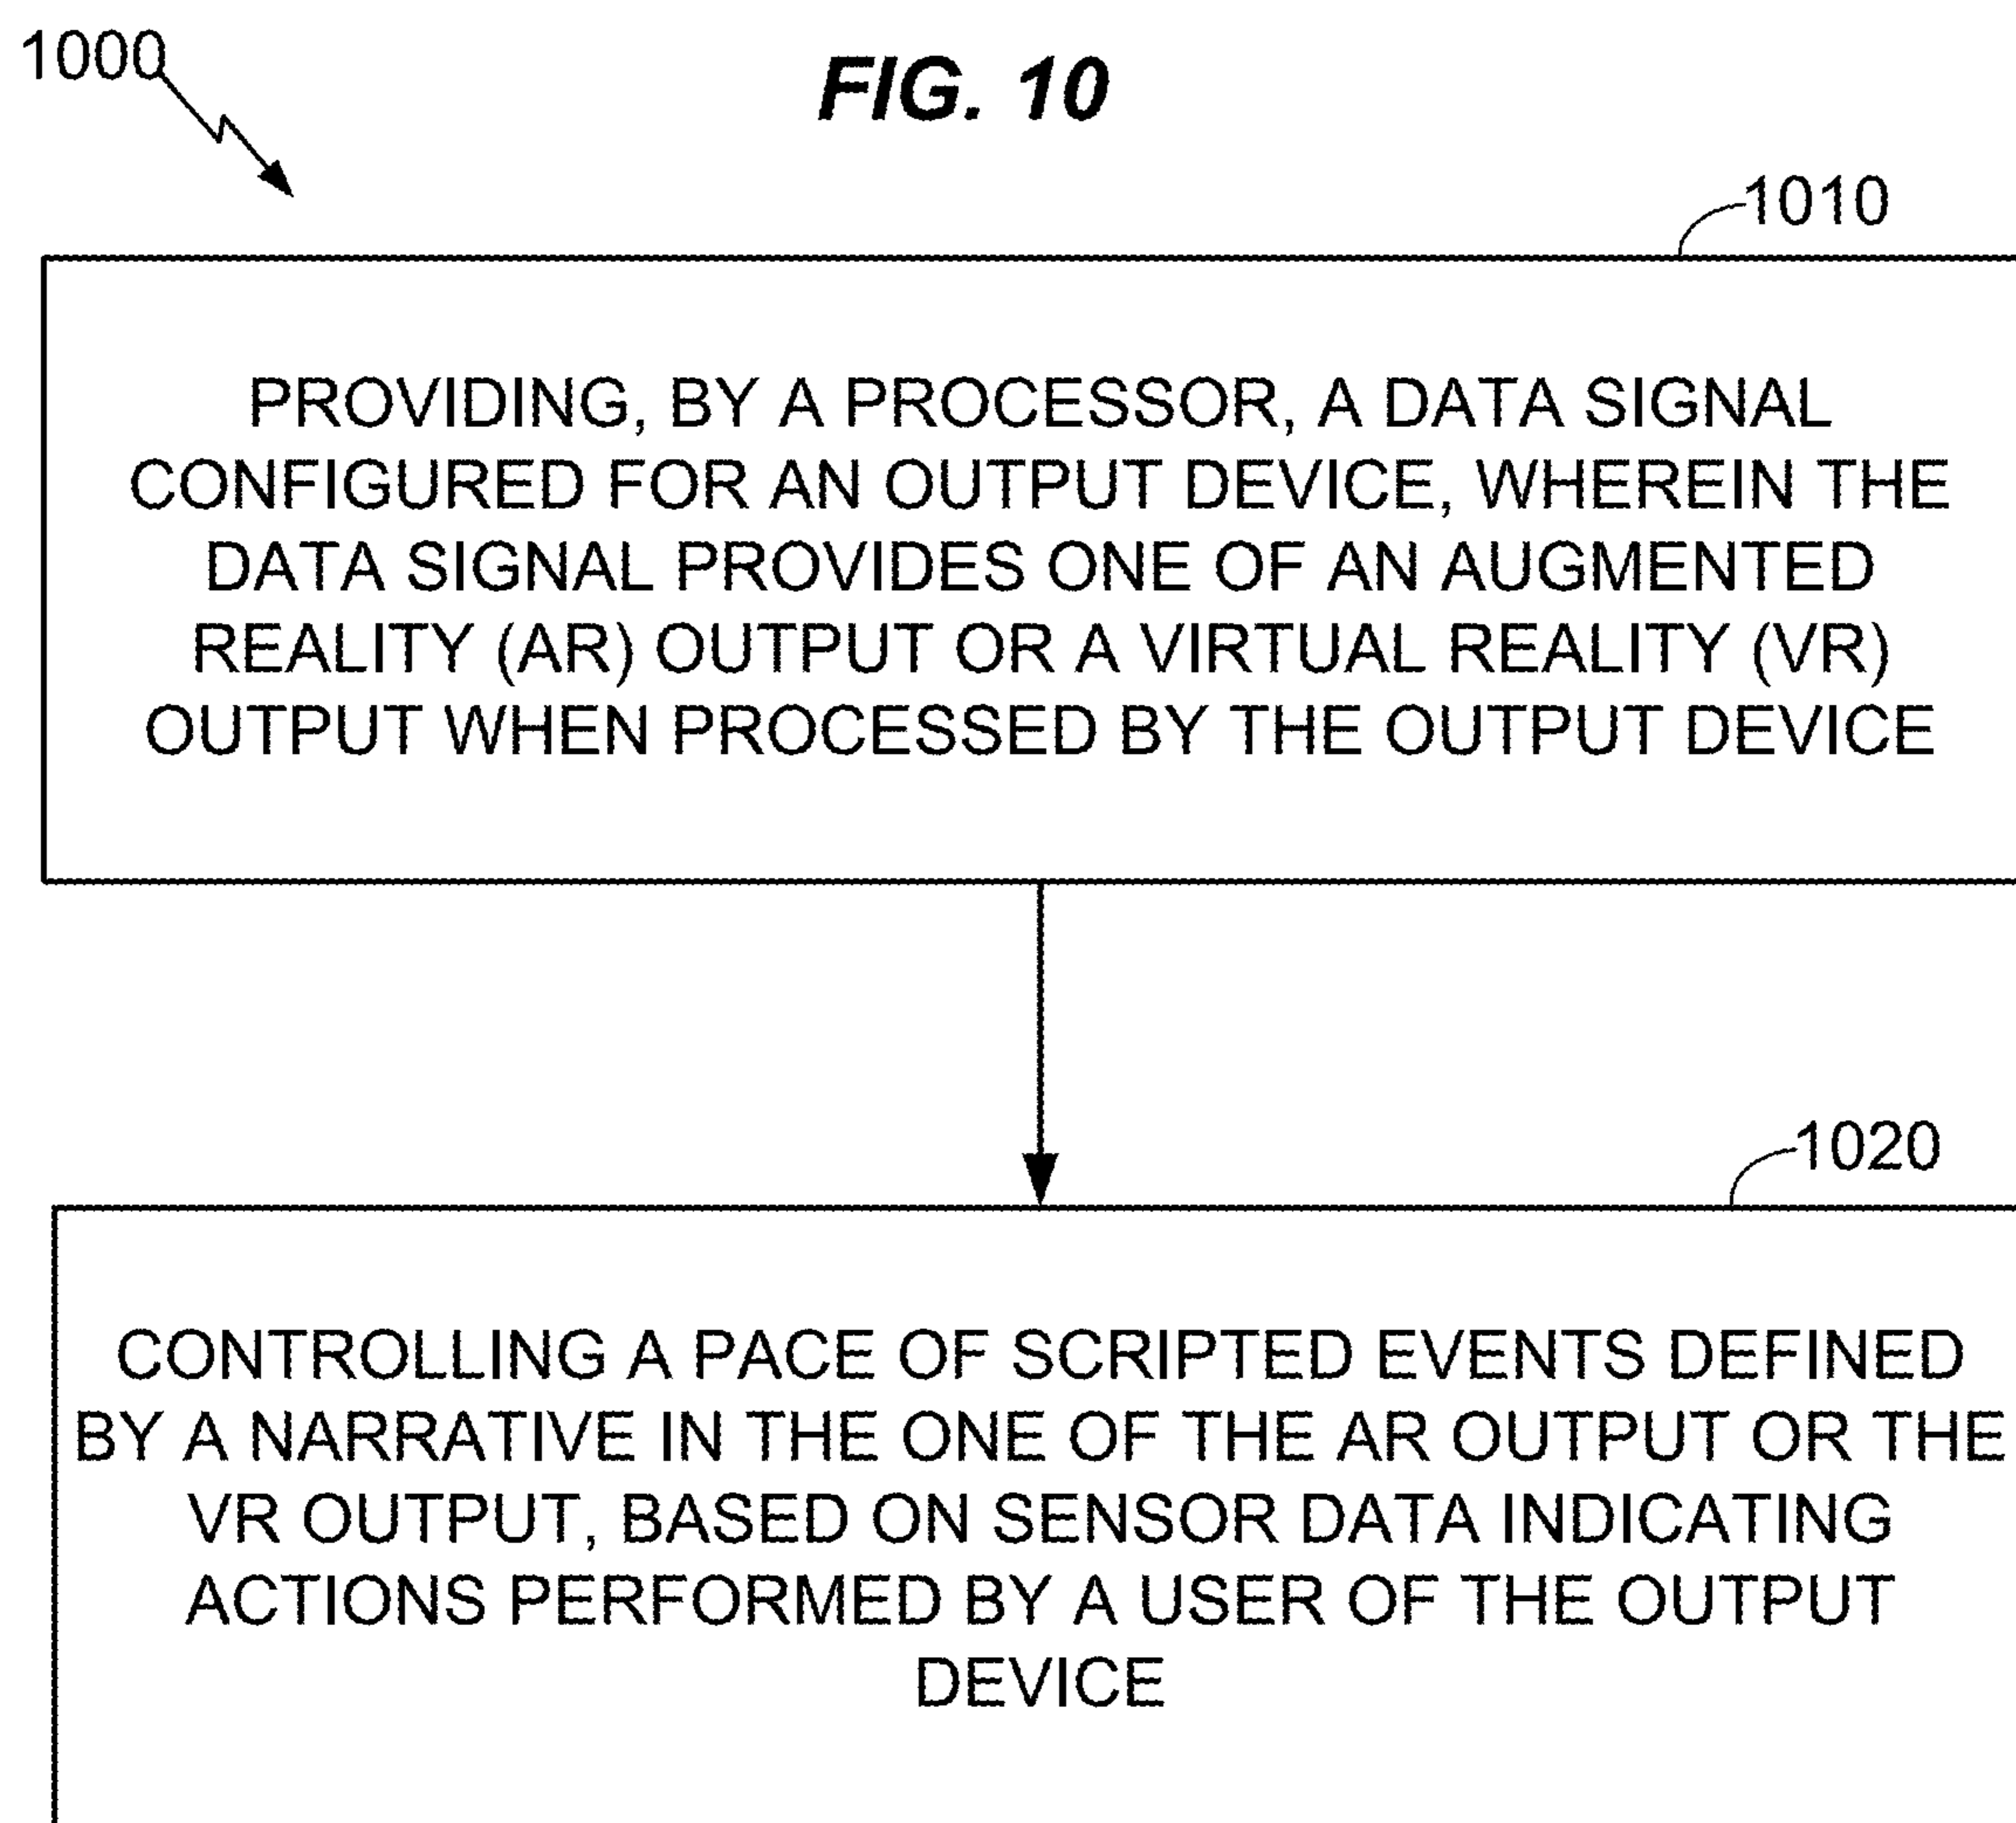 1000
FIG. 10
1010
PROVIDING, BY A PROCESSOR, A DATA SIGNAL
CONFIGURED FOR AN OUTPUT DEVICE, WHEREIN THE
DATA SIGNAL PROVIDES ONE OF AN AUGMENTED
REALITY (AR) OUTPUT OR A VIRTUAL REALITY (VR)
OUTPUT WHEN PROCESSED BY THE OUTPUT DEVICE
1020
CONTROLLING A PACE OF SCRIPTED EVENTS DEFINED
BY A NARRATIVE IN THE ONE OF THE AR OUTPUT OR THE
VR OUTPUT, BASED ON SENSOR DATA INDICATING
ACTIONS PERFORMED BY A USER OF THE OUTPUT
DEVICE